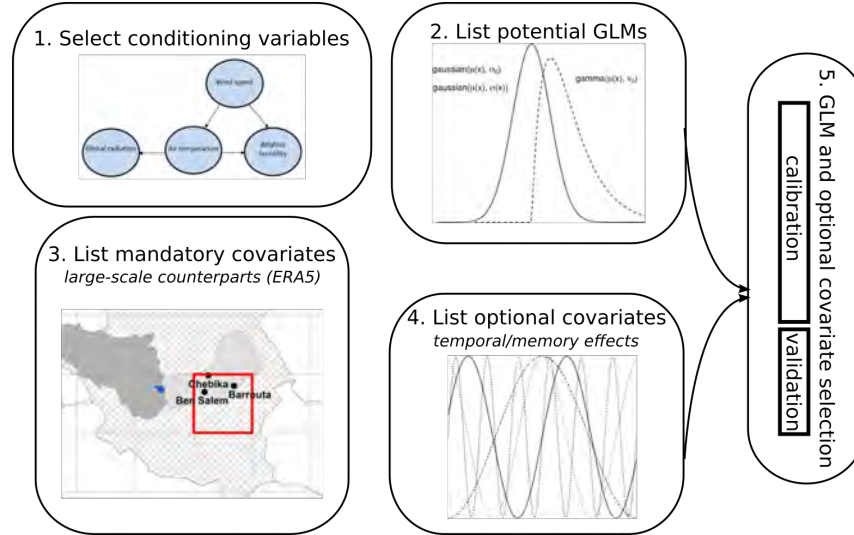 1. Select conditioning variables
Wind speed
Global radiation
Air temperature
Relative humidity
2. List potential GLMs
gaussian(μ(x), σ₀)
gaussian(μ(x), σ(x))
gamma(μ(x), ν₀)
3. List mandatory covariates
large-scale counterparts (ERA5)
Chebika
Barrouta
Ben Salem
4. List optional covariates
temporal/memory effects
5. GLM and optional covariate selection
calibration
validation